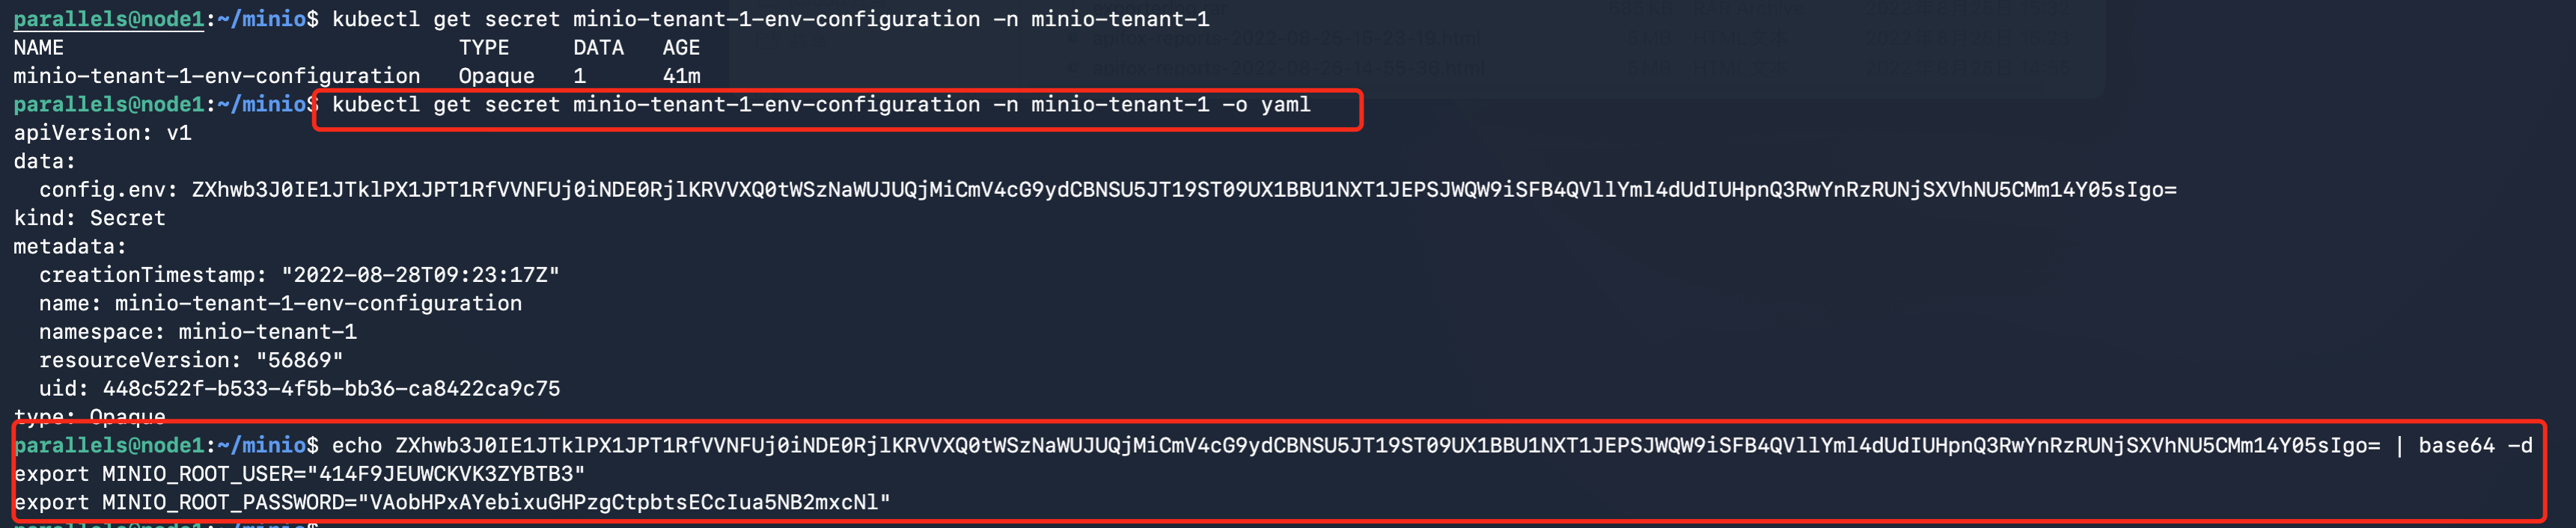 parallels@node1:~/minio$ kubectl get secret minio-tenant-1-env-configuration -n minio-tenant-1
NAME TYPE DATA AGE
minio-tenant-1-env-configuration Opaque 1 41m
parallels@node1:~/minio$ kubectl get secret minio-tenant-1-env-configuration -n minio-tenant-1 -o yaml
apiVersion: v1
data:
  config.env: ZXhwb3J0IE1JTklPX1JPT1RfVVNFUj0iNDE0RjlKRVVXQ0tWSzNaWUJUQjMiCmV4cG9ydCBNSU5JT19ST09UX1BBU1NXT1JEPSJWQW9iSFB4QVllYml4dUdIUHpnQ3RwYnRzRUNjSXVhNU5CMm14Y05sIgo=
kind: Secret
metadata:
  creationTimestamp: "2022-08-28T09:23:17Z"
  name: minio-tenant-1-env-configuration
  namespace: minio-tenant-1
  resourceVersion: "56869"
  uid: 448c522f-b533-4f5b-bb36-ca8422ca9c75
type: Opaque
parallels@node1:~/minio$ echo ZXhwb3J0IE1JTklPX1JPT1RfVVNFUj0iNDE0RjlKRVVXQ0tWSzNaWUJUQjMiCmV4cG9ydCBNSU5JT19ST09UX1BBU1NXT1JEPSJWQW9iSFB4QVllYml4dUdIUHpnQ3RwYnRzRUNjSXVhNU5CMm14Y05sIgo= | base64 -d
export MINIO_ROOT_USER="414F9JEUWCKVK3ZYBTB3"
export MINIO_ROOT_PASSWORD="VAobHPxAYebixuGHPzgCtpbtsECcIua5NB2mxcNl"
parallels@node1:~/minio$